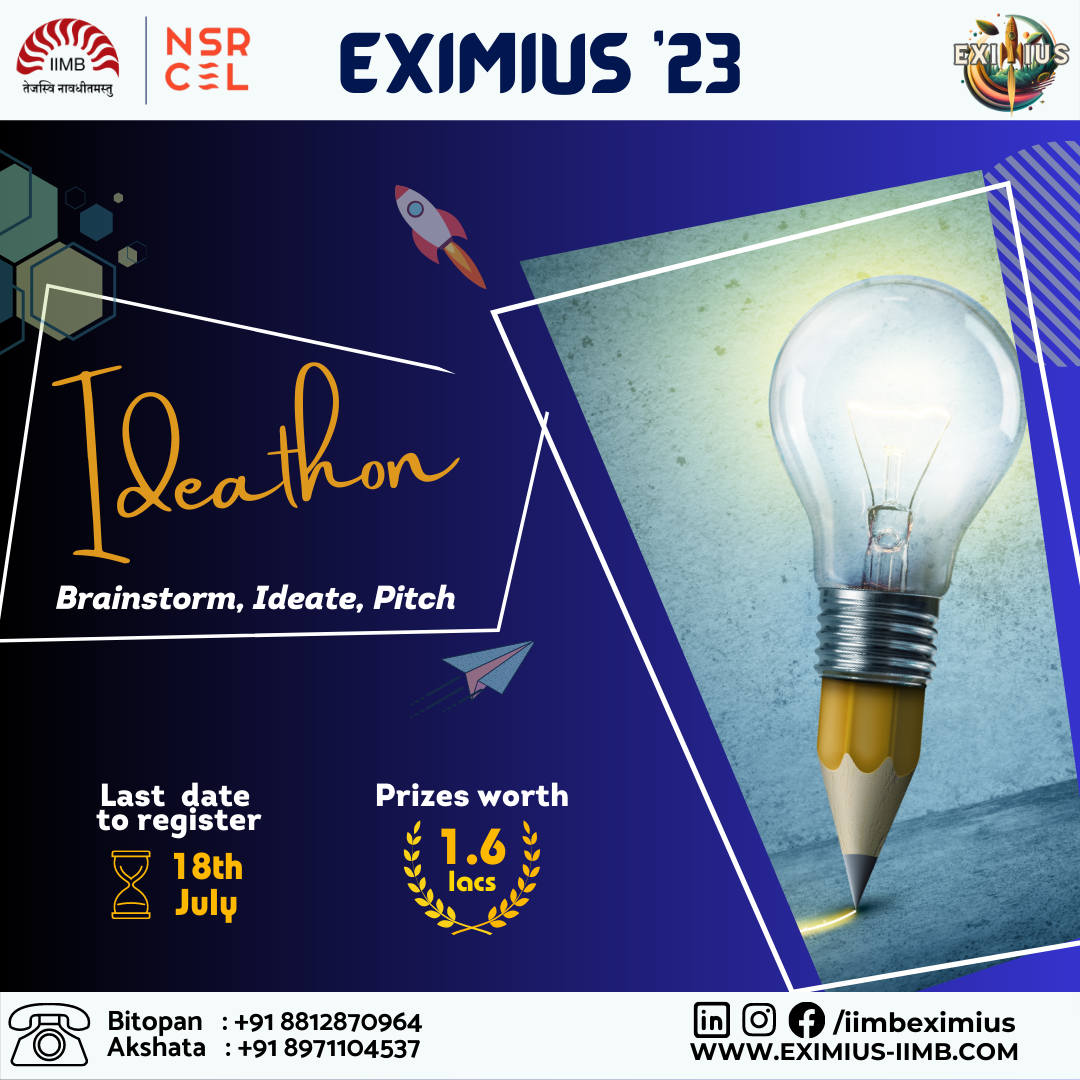 IIMB
तेजस्वि नावधीतमस्तु
NSR
CEL
EXIMIUS '23
EXIMIUS
Ideathon
Brainstorm, Ideate, Pitch
Last date
to register
18th
July
Prizes worth
1.6
lacs
Bitopan : +91 8812870964
Akshata : +91 8971104537
in /iimbeximius
WWW.EXIMIUS-IIMB.COM